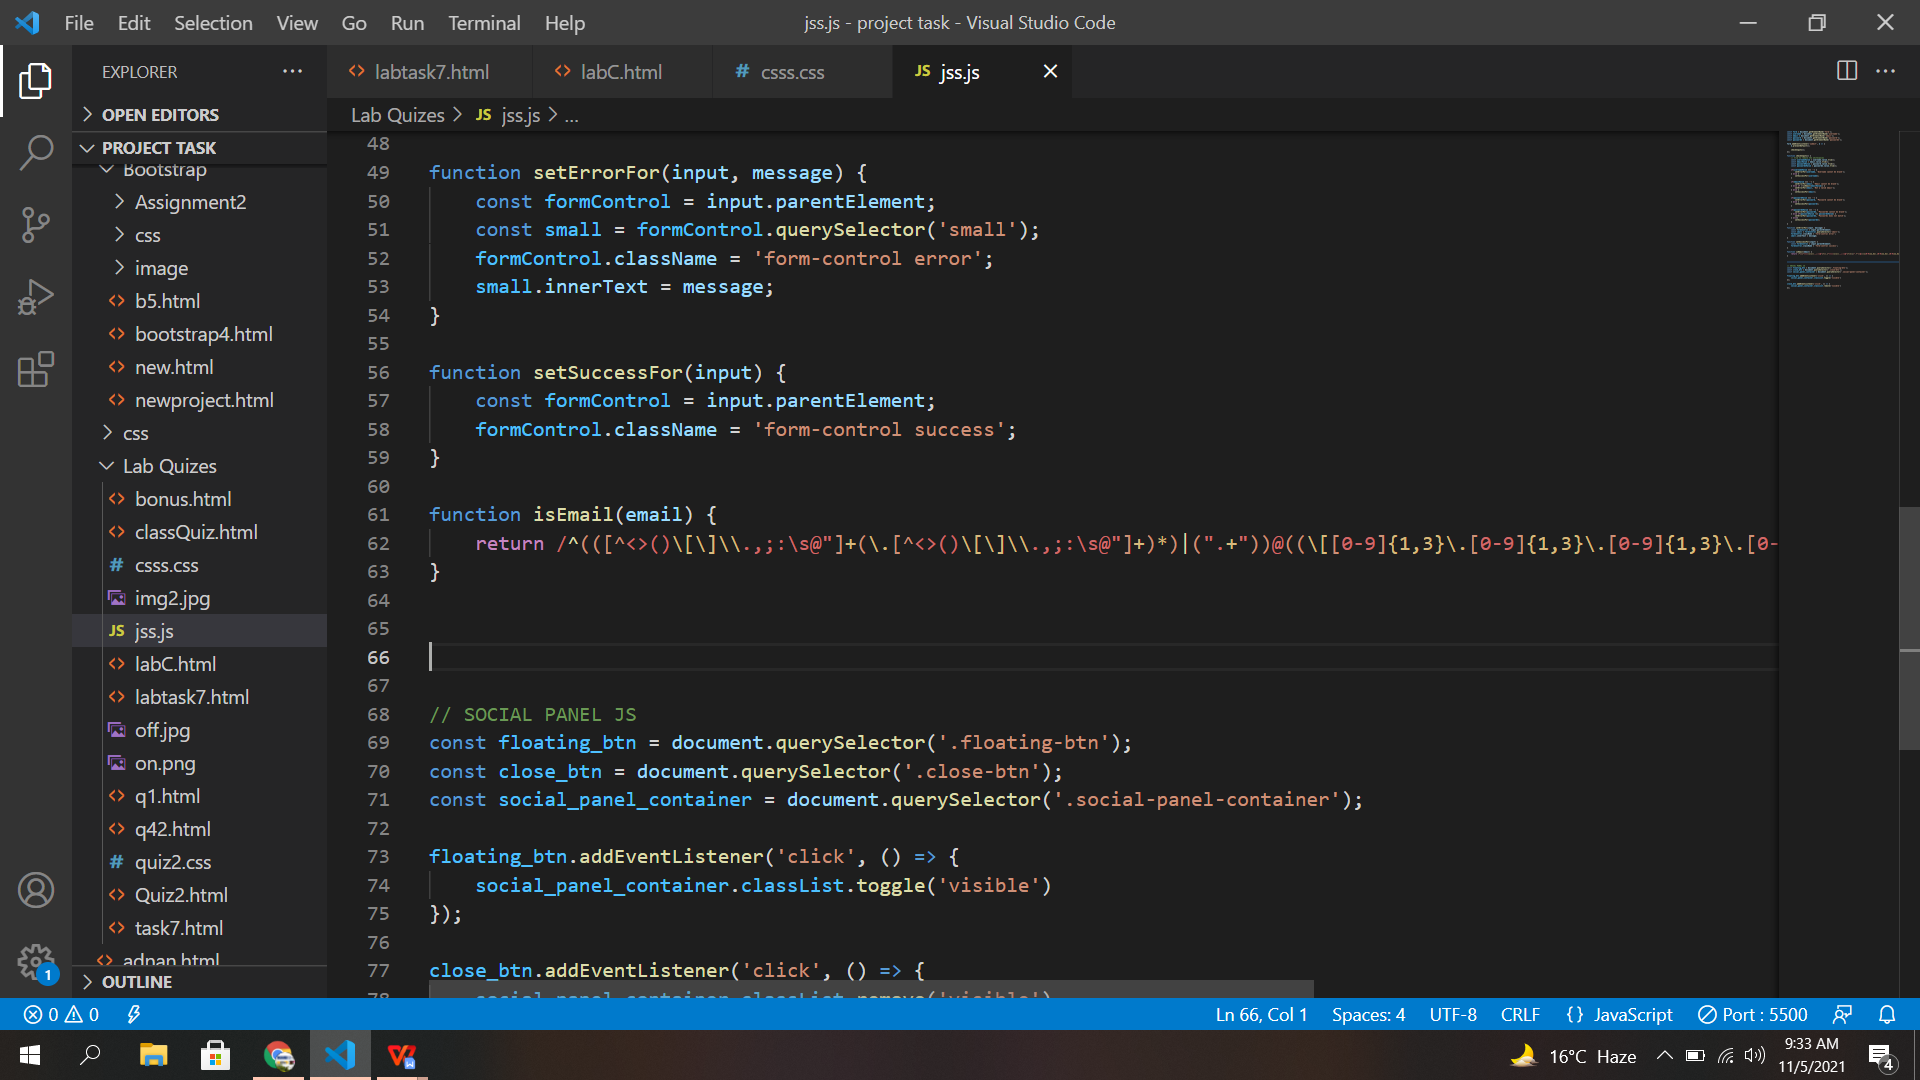 File Edit Selection View Go Run Terminal Help
jss.js - project task - Visual Studio Code
EXPLORER
labtask7.html
labC.html
# csss.css
JS jss.js
OPEN EDITORS
Lab Quizes > JS jss.js > ...
PROJECT TASK
Bootstrap
Assignment2
css
image
b5.html
bootstrap4.html
new.html
newproject.html
css
Lab Quizes
bonus.html
classQuiz.html
# csss.css
img2.jpg
JS jss.js
labC.html
labtask7.html
off.jpg
on.png
q1.html
q42.html
# quiz2.css
Quiz2.html
task7.html
adnan.html
OUTLINE
1
48
49 function setErrorFor(input, message) {
50 const formControl = input.parentElement;
51 const small = formControl.querySelector('small');
52 formControl.className = 'form-control error';
53 small.innerText = message;
54 }
55
56 function setSuccessFor(input) {
57 const formControl = input.parentElement;
58 formControl.className = 'form-control success';
59 }
60
61 function isEmail(email) {
62 return /^(([^<>()\[\]\\.,;:\s@"]+(\.[^<>()\[\]\\.,;:\s@"]+)*)|(".+"))@((\[[0-9]{1,3}\.[0-9]{1,3}\.[0-9]{1,3}\.[0-
63 }
64
65
66
67
68 // SOCIAL PANEL JS
69 const floating_btn = document.querySelector('.floating-btn');
70 const close_btn = document.querySelector('.close-btn');
71 const social_panel_container = document.querySelector('.social-panel-container');
72
73 floating_btn.addEventListener('click', () => {
74 social_panel_container.classList.toggle('visible')
75 });
76
77 close_btn.addEventListener('click', () => {
78 social_panel_container.classList.remove('visible')
0 0
Ln 66, Col 1 Spaces: 4 UTF-8 CRLF {} JavaScript Port : 5500
16°C Haze
9:33 AM
11/5/2021
4